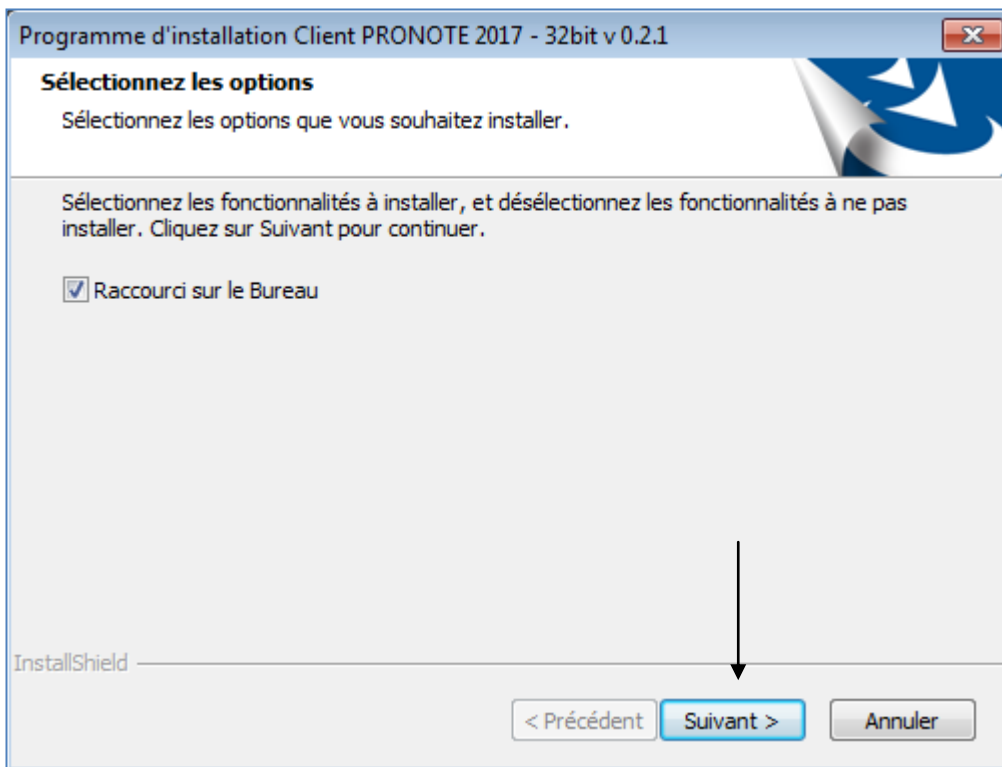 Programme d'installation Client PRONOTE 2017 - 32bit v 0.2.1
Sélectionnez les options
Sélectionnez les options que vous souhaitez installer.
Sélectionnez les fonctionnalités à installer, et désélectionnez les fonctionnalités à ne pas
installer. Cliquez sur Suivant pour continuer.
Raccourci sur le Bureau
InstallShield
< Précédent Suivant > Annuler